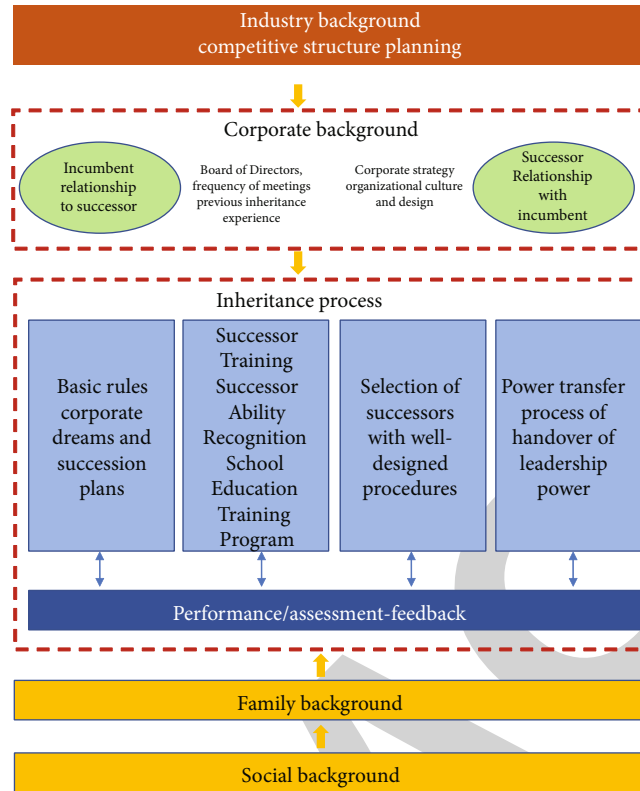 Industry background
competitive structure planning
Corporate background
Incumbent
relationship
to successor
Board of Directors,
frequency of meetings
previous inheritance
experience
Corporate strategy
organizational culture
and design
Successor
Relationship
with
incumbent
Inheritance process
Basic rules
corporate
dreams and
succession
plans
Successor
Training
Successor
Ability
Recognition
School
Education
Training
Program
Selection of
successors
with well-
designed
procedures
Power transfer
process of
handover of
leadership
power
Performance/assessment-feedback
Family background
Social background